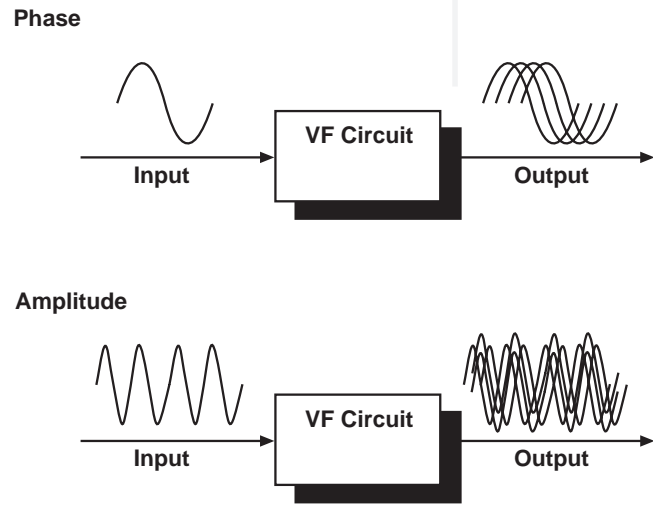 Phase
VF Circuit
Input
Output
Amplitude
VF Circuit
Input
Output